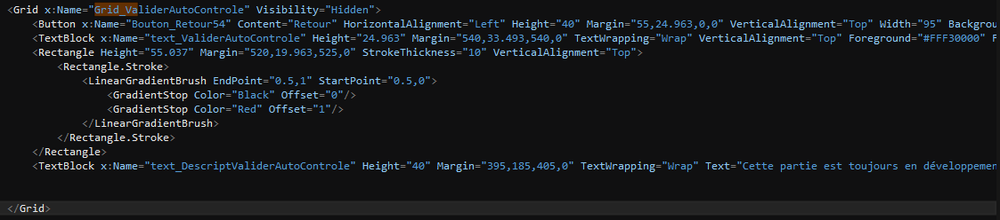 <Grid x:Name="Grid_ValiderAutoControle" Visibility="Hidden">
<Button x:Name="Bouton_Retour54" Content="Retour" HorizontalAlignment="Left" Height="40" Margin="55,24.963,0,0" VerticalAlignment="Top" Width="95" Backgrou
<TextBlock x:Name="text_ValiderAutoControle" Height="24.963" Margin="540,33.493,540,0" TextWrapping="Wrap" VerticalAlignment="Top" Foreground="#FFF30000" F
<Rectangle Height="55.037" Margin="520,19.963,525,0" StrokeThickness="10" VerticalAlignment="Top">
<Rectangle.Stroke>
<LinearGradientBrush EndPoint="0.5,1" StartPoint="0.5,0">
<GradientStop Color="Black" Offset="0"/>
<GradientStop Color="Red" Offset="1"/>
</LinearGradientBrush>
</Rectangle.Stroke>
</Rectangle>
<TextBlock x:Name="text_DescriptValiderAutoControle" Height="40" Margin="395,185,405,0" TextWrapping="Wrap" Text="Cette partie est toujours en développemen
</Grid>